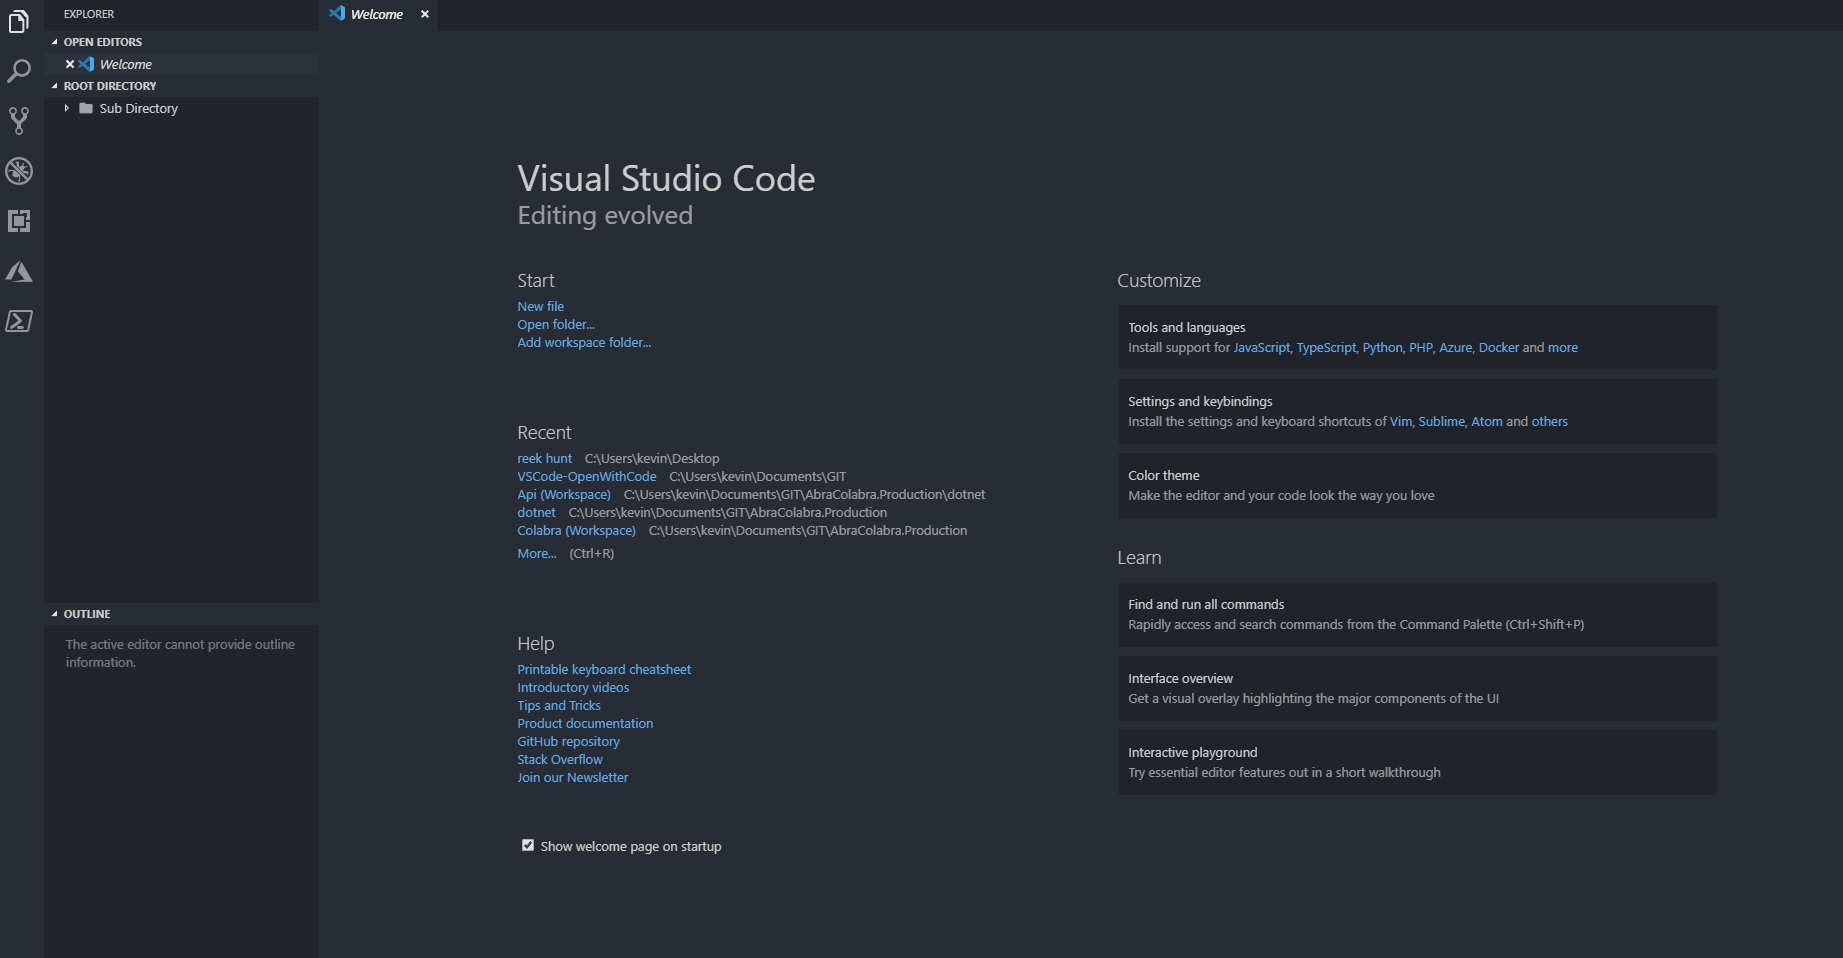 EXPLORER
OPEN EDITORS
Welcome
ROOT DIRECTORY
Sub Directory
OUTLINE
The active editor cannot provide outline
information.
Welcome
Visual Studio Code
Editing evolved
Start
New file
Open folder...
Add workspace folder...
Recent
reek hunt C:\Users\kevin\Desktop
VSCode-OpenWithCode C:\Users\kevin\Documents\GIT
Api (Workspace) C:\Users\kevin\Documents\GIT\AbraColabra.Production\dotnet
dotnet C:\Users\kevin\Documents\GIT\AbraColabra.Production
Colabra (Workspace) C:\Users\kevin\Documents\GIT\AbraColabra.Production
More... (Ctrl+R)
Help
Printable keyboard cheatsheet
Introductory videos
Tips and Tricks
Product documentation
GitHub repository
Stack Overflow
Join our Newsletter
Show welcome page on startup
Customize
Tools and languages
Install support for JavaScript, TypeScript, Python, PHP, Azure, Docker and more
Settings and keybindings
Install the settings and keyboard shortcuts of Vim, Sublime, Atom and others
Color theme
Make the editor and your code look the way you love
Learn
Find and run all commands
Rapidly access and search commands from the Command Palette (Ctrl+Shift+P)
Interface overview
Get a visual overlay highlighting the major components of the UI
Interactive playground
Try essential editor features out in a short walkthrough